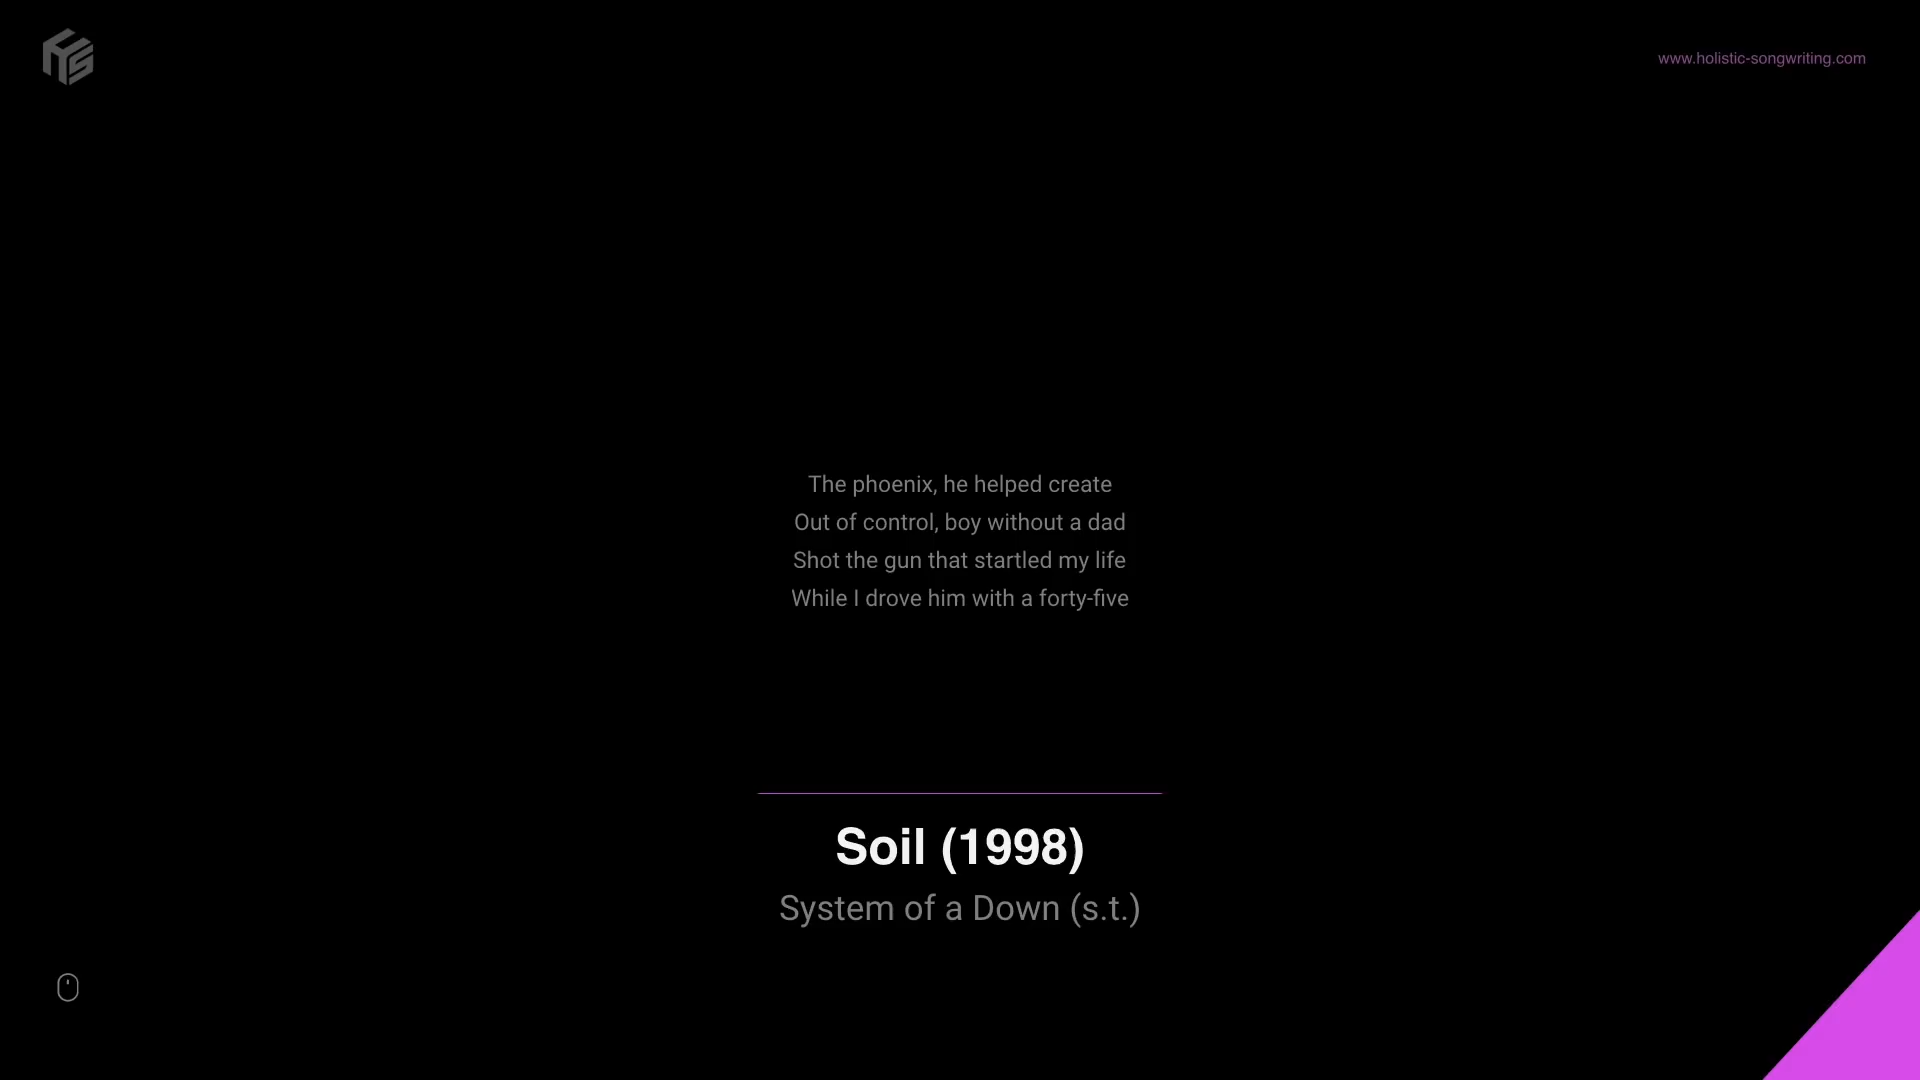 HS
www.holistic-songwriting.com
The phoenix, he helped create
Out of control, boy without a dad
Shot the gun that startled my life
While I drove him with a forty-five
Soil (1998)
System of a Down (s.t.)